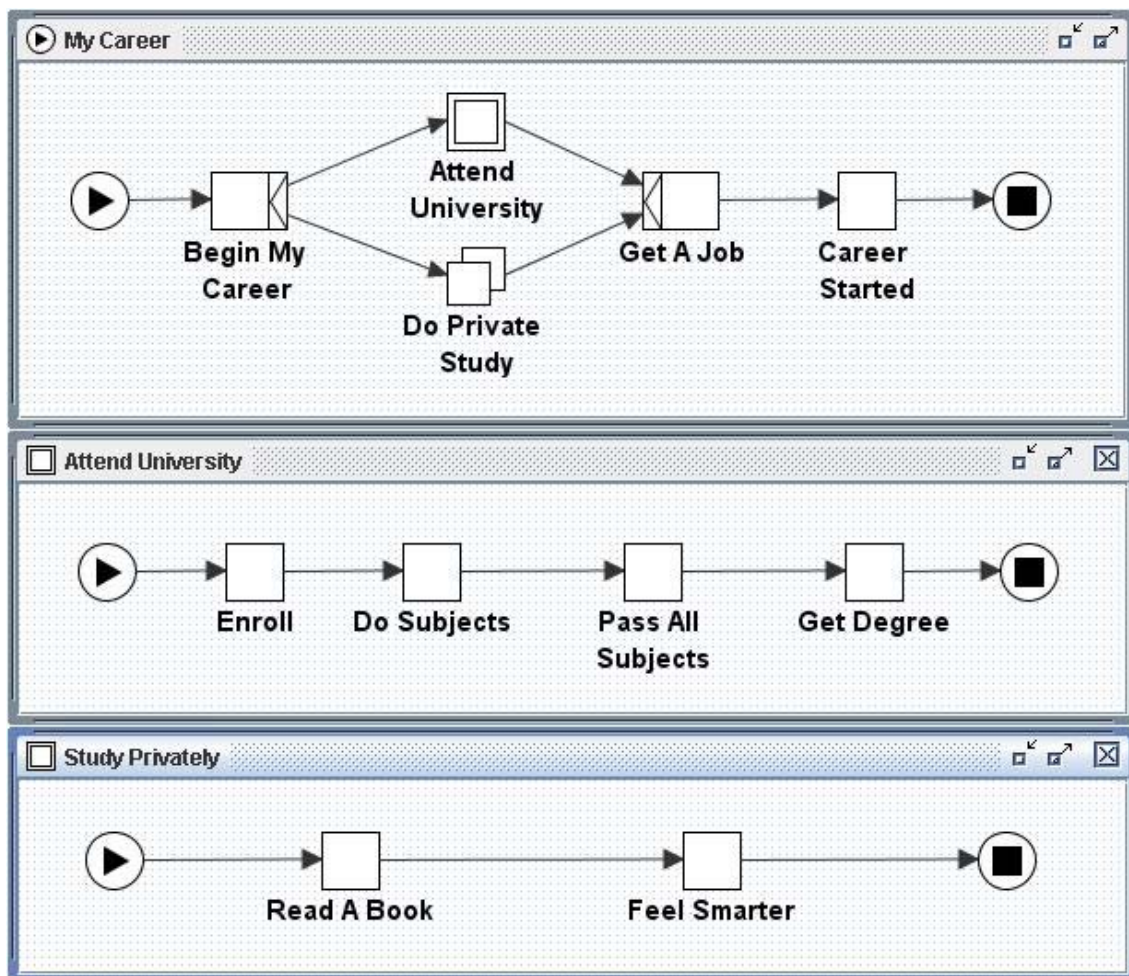 My Career
Attend
University
Begin My
Career
Get A Job
Career
Started
Do Private
Study
Attend University
Enroll
Do Subjects
Pass All
Subjects
Get Degree
Study Privately
Read A Book
Feel Smarter